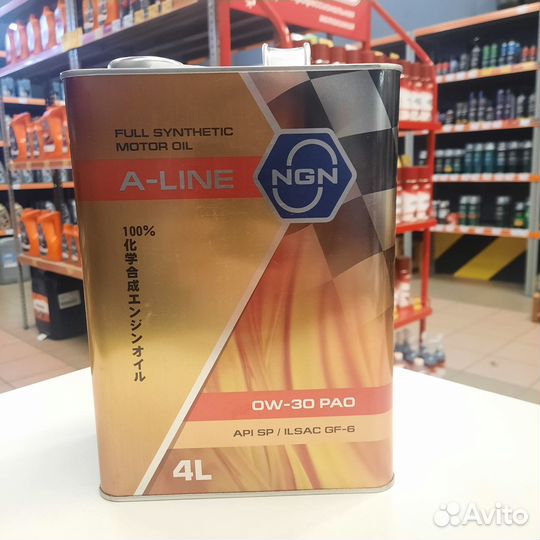 FULL SYNTHETIC
MOTOR OIL
A-LINE
NGN
100%
化学合成エンジンオイル
0W-30 PAO
API SP / ILSAC GF-6
4L
Avito